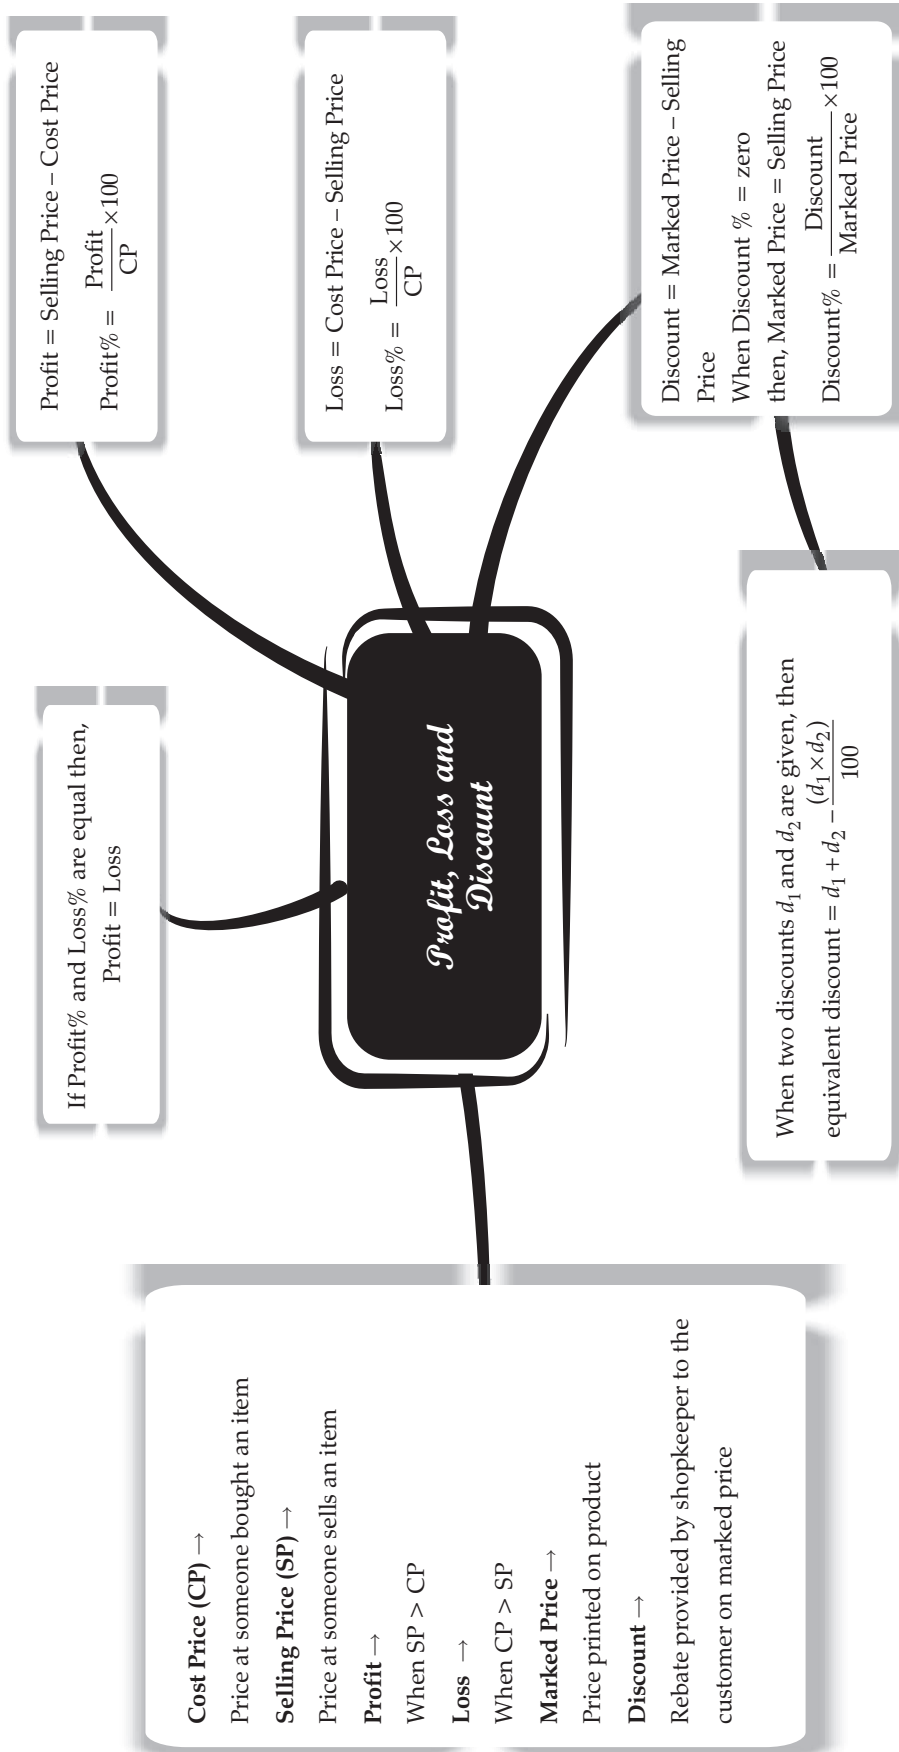 Cost Price (CP) →
Price at someone bought an item
Selling Price (SP) →
Price at someone sells an item
Profit →
When SP > CP
Loss →
When CP > SP
Marked Price →
Price printed on product
Discount →
Rebate provided by shopkeeper to the
customer on marked price
If Profit% and Loss% are equal then,
Profit = Loss
Profit = Selling Price – Cost Price
Profit% = Profit/CP ×100
Loss = Cost Price – Selling Price
Loss% = Loss/CP ×100
Profit, Loss and
Discount
Discount = Marked Price – Selling
Price
When Discount % = zero
then, Marked Price = Selling Price
Discount% = Discount/Marked Price ×100
When two discounts d₁ and d₂ are given, then
equivalent discount = d₁ + d₂ – (d₁ × d₂)/100